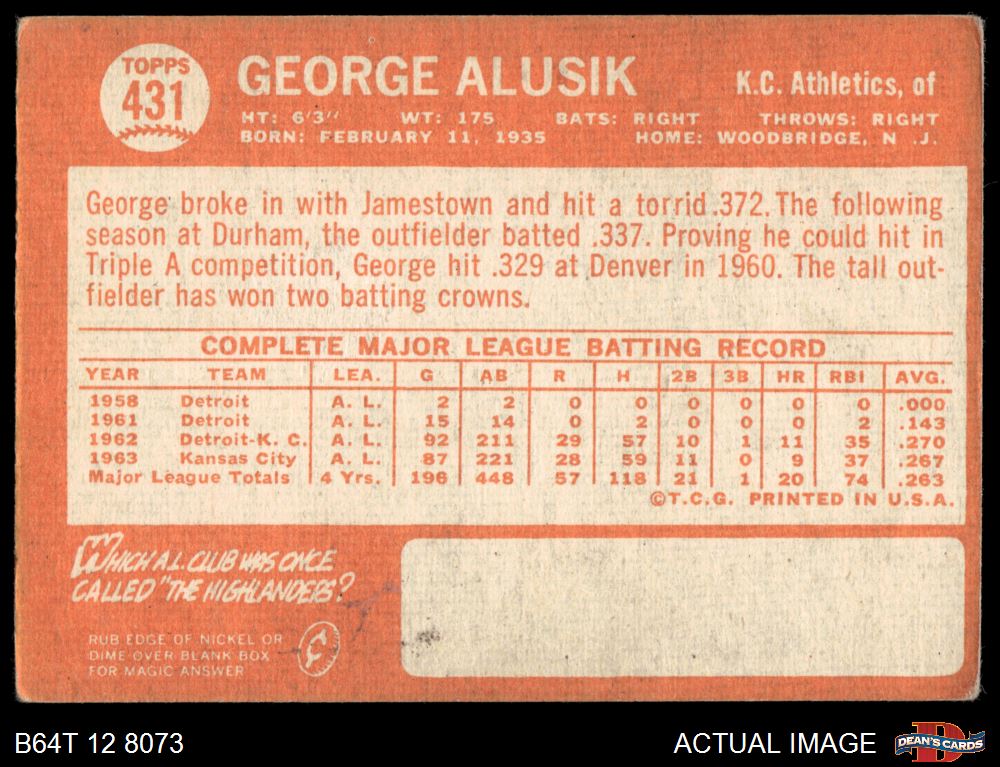 TOPPS
431
GEORGE ALUSIK
K.C. Athletics, of
HT: 6'3" WT: 175 BATS: RIGHT THROWS: RIGHT
BORN: FEBRUARY 11, 1935 HOME: WOODBRIDGE, N .J.
George broke in with Jamestown and hit a torrid .372. The following
season at Durham, the outfielder batted .337. Proving he could hit in
Triple A competition, George hit .329 at Denver in 1960. The tall out-
fielder has won two batting crowns.
COMPLETE MAJOR LEAGUE BATTING RECORD
YEAR TEAM LEA. G AB R H 2B 3B HR RBI AVG.
1958 Detroit A. L. 2 2 0 0 0 0 0 0 .000
1961 Detroit A. L. 15 14 0 2 0 0 0 2 .143
1962 Detroit-K. C. A. L. 92 211 29 57 10 1 11 35 .270
1963 Kansas City A. L. 87 221 28 59 11 0 9 37 .267
Major League Totals 4 Yrs. 196 448 57 118 21 1 20 74 .263
©T.C.G. PRINTED IN U.S.A.
WHICH A.L. CLUB WAS ONCE
CALLED "THE HIGHLANDERS?
RUB EDGE OF NICKEL OR
DIME OVER BLANK BOX
FOR MAGIC ANSWER
B64T 12 8073
ACTUAL IMAGE
DEAN'S CARDS